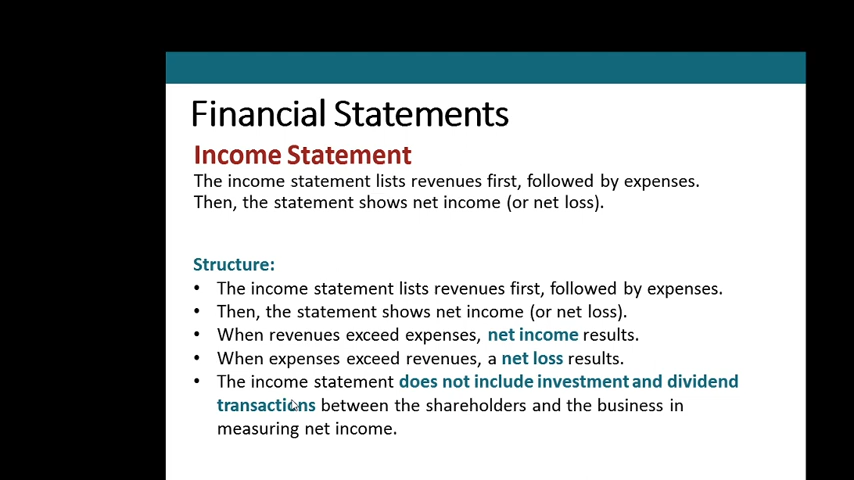 Financial Statements
Income Statement
The income statement lists revenues first, followed by expenses.
Then, the statement shows net income (or net loss).
Structure:
• The income statement lists revenues first, followed by expenses.
• Then, the statement shows net income (or net loss).
• When revenues exceed expenses, net income results.
• When expenses exceed revenues, a net loss results.
• The income statement does not include investment and dividend
transactions between the shareholders and the business in
measuring net income.